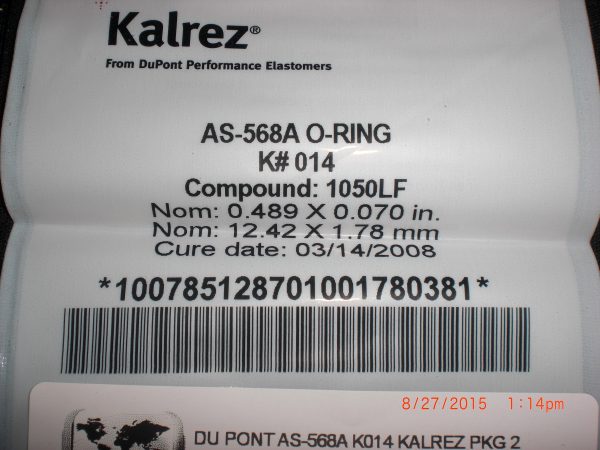 Kalrez®
From DuPont Performance Elastomers
AS-568A O-RING
K# 014
Compound: 1050LF
Nom: 0.489 X 0.070 in.
Nom: 12.42 X 1.78 mm
Cure date: 03/14/2008
*100785128701001780381*
8/27/2015 1:14pm
DU PONT AS-568A K014 KALREZ PKG 2